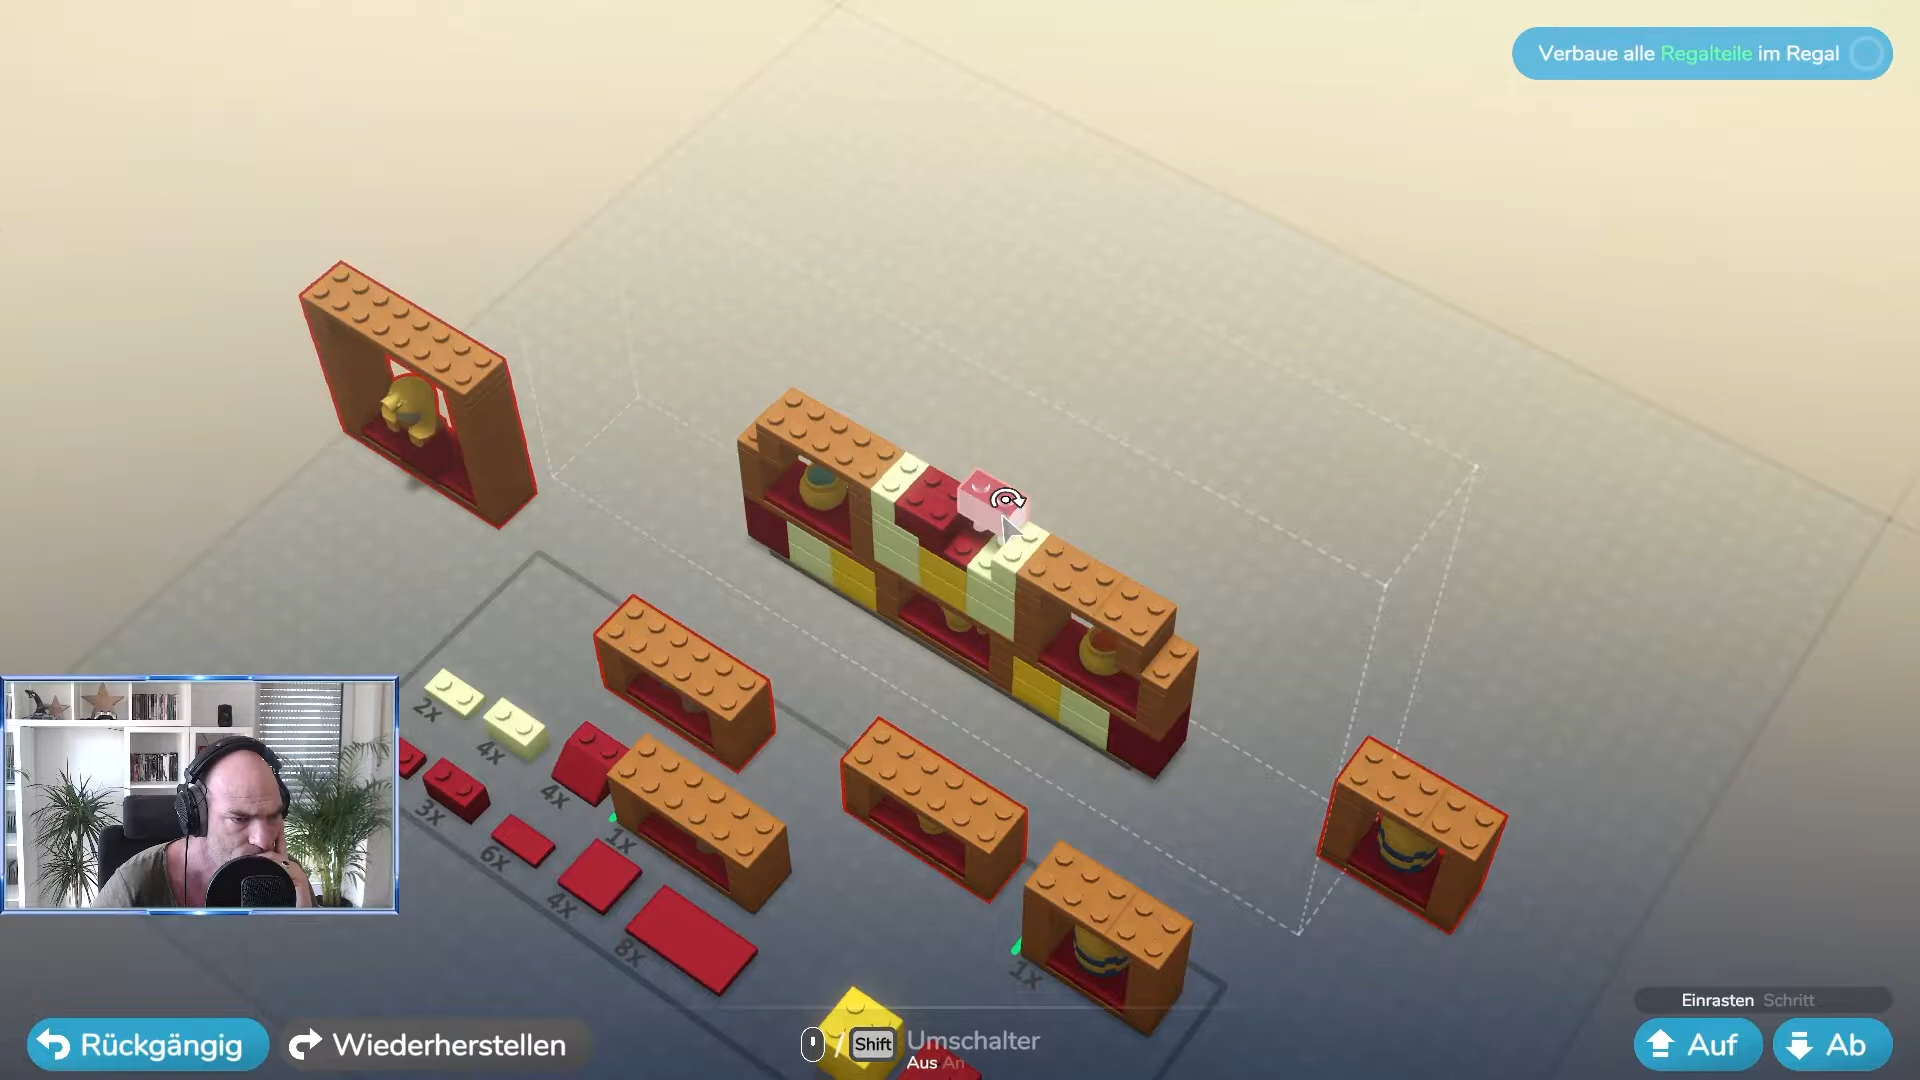 Verbaue alle Regalteile im Regal
2x
4x
4x
3x
1x
6x
4x
8x
1x
Einrasten Schritt
Rückgängig
Wiederherstellen
/ Shift Umschalter
Aus An
Auf
Ab